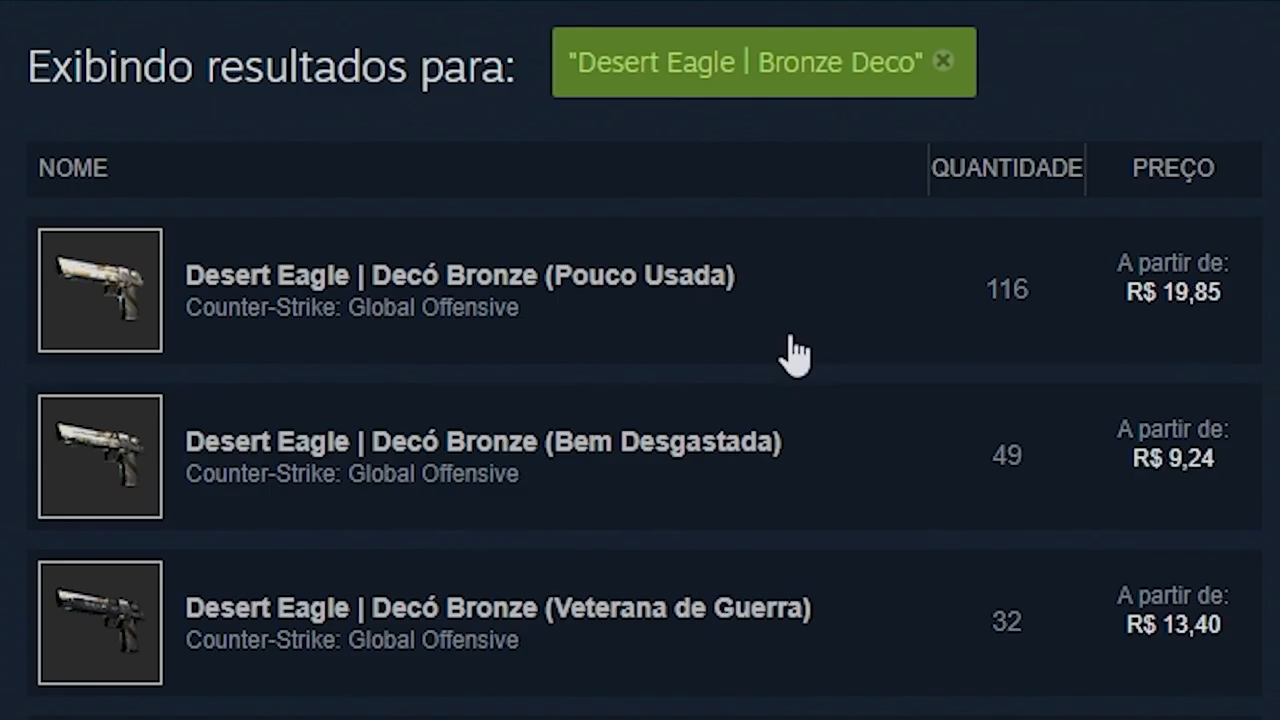 Exibindo resultados para: "Desert Eagle | Bronze Deco"
NOME QUANTIDADE PREÇO
Desert Eagle | Decó Bronze (Pouco Usada)
Counter-Strike: Global Offensive
116
A partir de:
R$ 19,85
Desert Eagle | Decó Bronze (Bem Desgastada)
Counter-Strike: Global Offensive
49
A partir de:
R$ 9,24
Desert Eagle | Decó Bronze (Veterana de Guerra)
Counter-Strike: Global Offensive
32
A partir de:
R$ 13,40